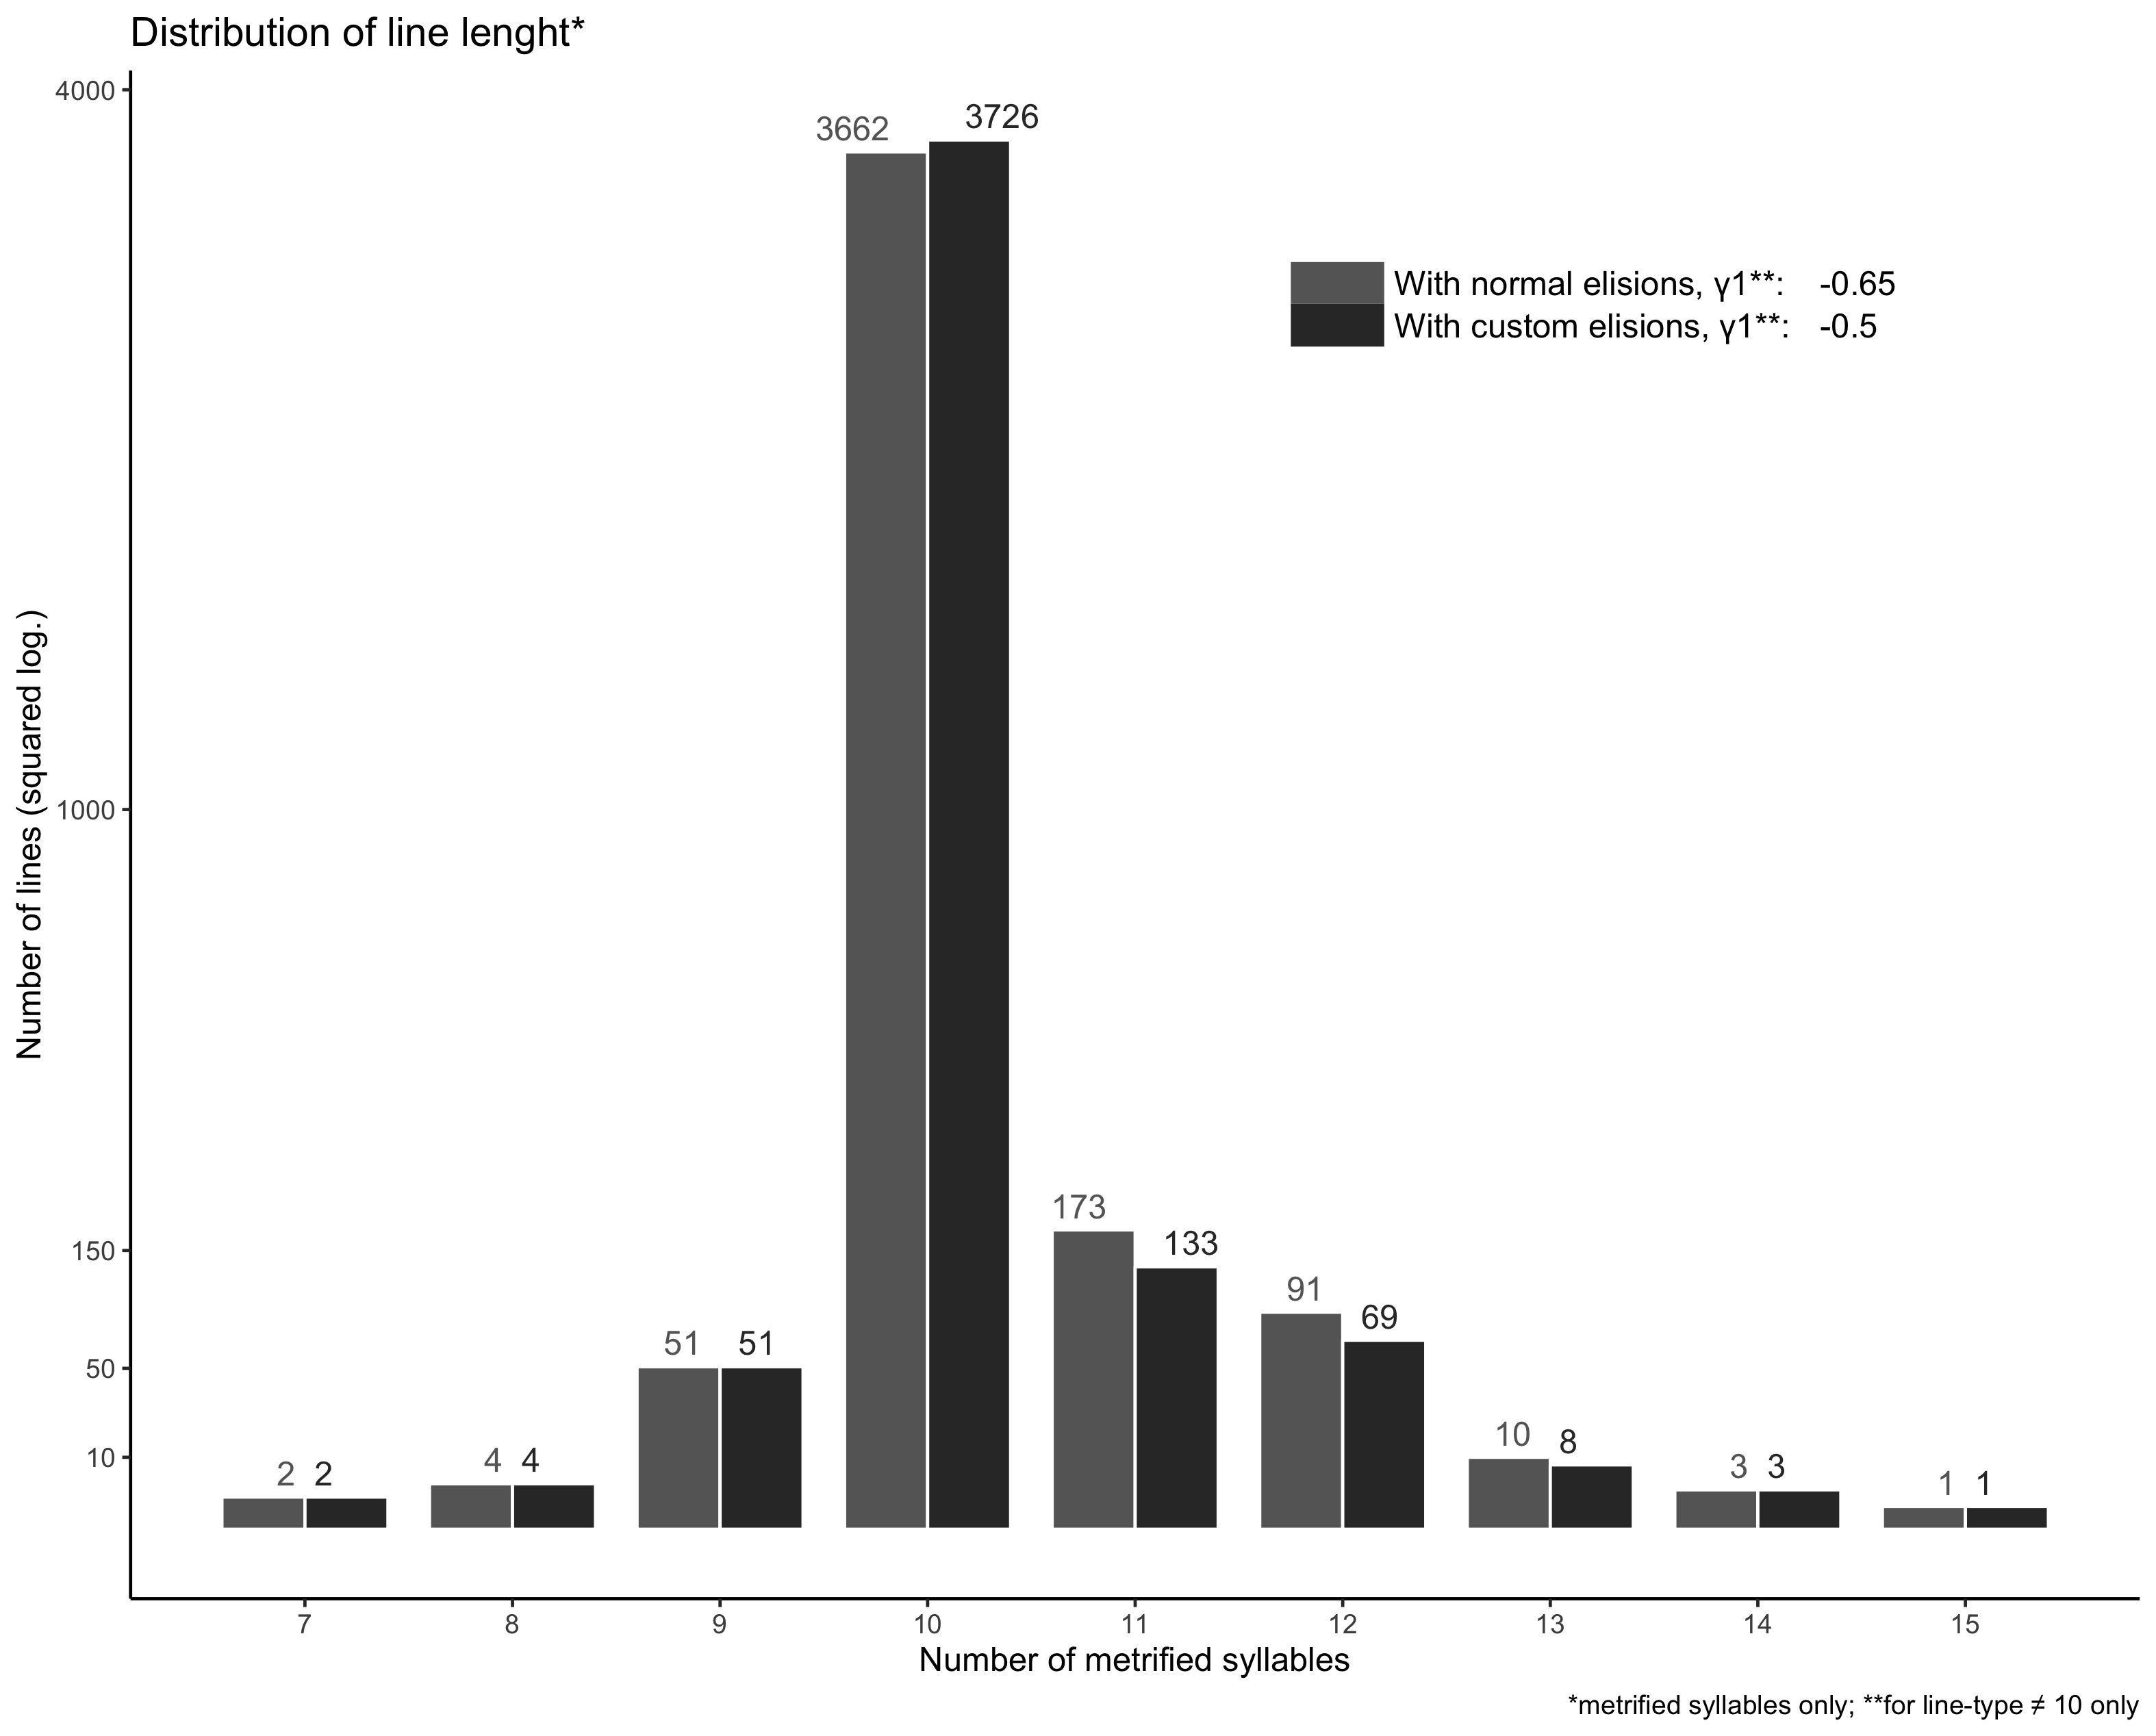 Distribution of line lenght*
4000
1000
150
50
10
Number of lines (squared log.)
3662 3726
With normal elisions, γ1**: -0.65
With custom elisions, γ1**: -0.5
173 133
91 69
51 51
10 8
4 4
3 3
2 2
1 1
7 8 9 10 11 12 13 14 15
Number of metrified syllables
*metrified syllables only; **for line-type ≠ 10 only